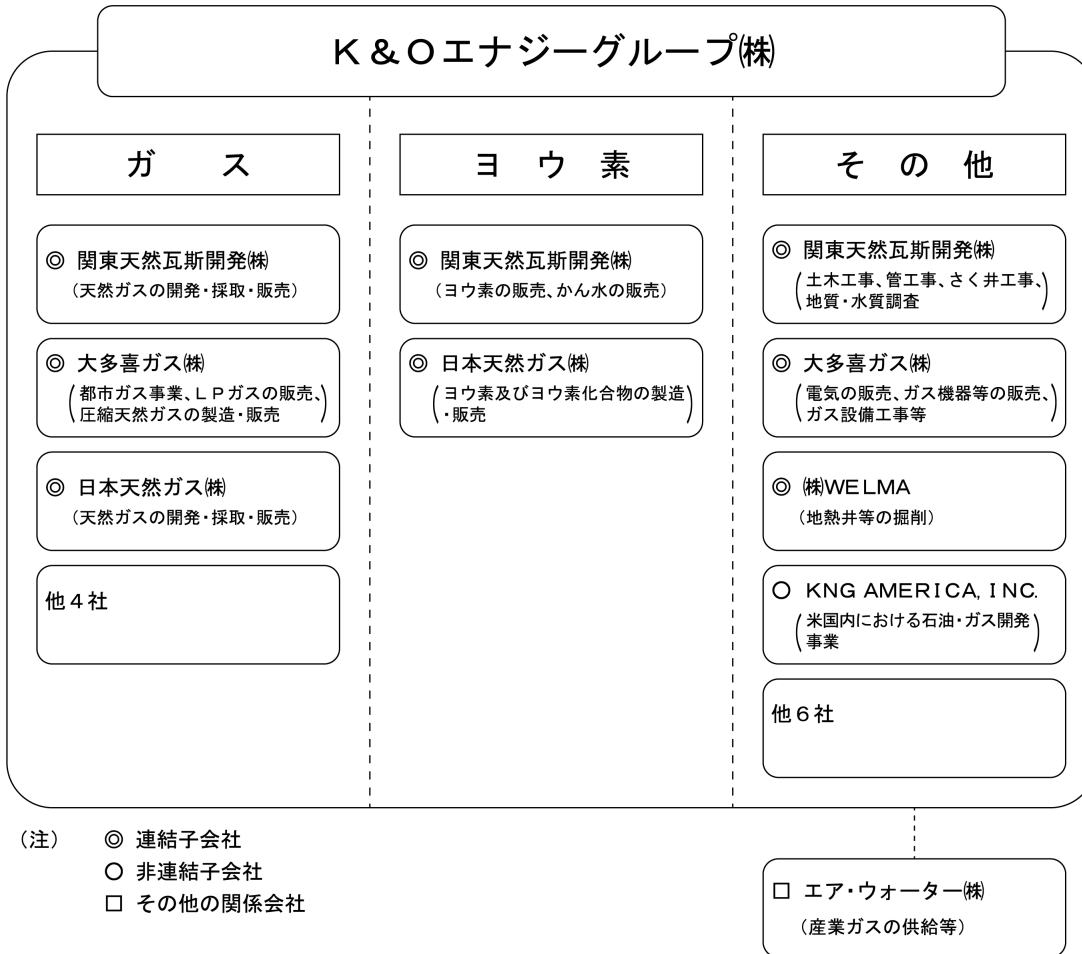 K&Oエナジーグループ㈱
ガス
◎ 関東天然瓦斯開発㈱
(天然ガスの開発・採取・販売)
◎ 大多喜ガス㈱
(都市ガス事業、LPガスの販売、
圧縮天然ガスの製造・販売)
◎ 日本天然ガス㈱
(天然ガスの開発・採取・販売)
他4社
ヨウ素
◎ 関東天然瓦斯開発㈱
(ヨウ素の販売、かん水の販売)
◎ 日本天然ガス㈱
(ヨウ素及びヨウ素化合物の製造
・販売)
その他
◎ 関東天然瓦斯開発㈱
(土木工事、管工事、さく井工事、
地質・水質調査)
◎ 大多喜ガス㈱
(電気の販売、ガス機器等の販売、
ガス設備工事等)
◎ ㈱WELMA
(地熱井等の掘削)
○ KNG AMERICA, INC.
(米国内における石油・ガス開発
事業)
他6社
(注) ◎ 連結子会社
○ 非連結子会社
□ その他の関係会社
□ エア・ウォーター㈱
(産業ガスの供給等)